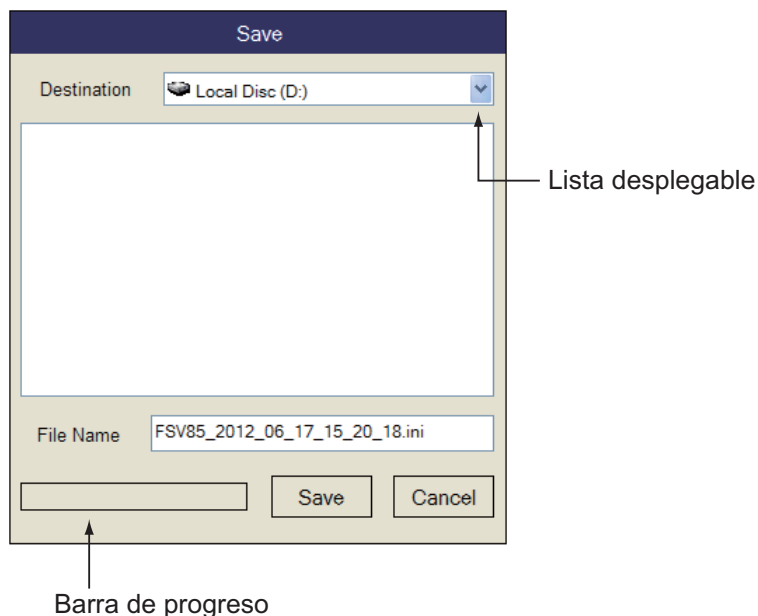 Save
Destination
Local Disc (D:)
Lista desplegable
File Name
FSV85_2012_06_17_15_20_18.ini
Save
Cancel
Barra de progreso